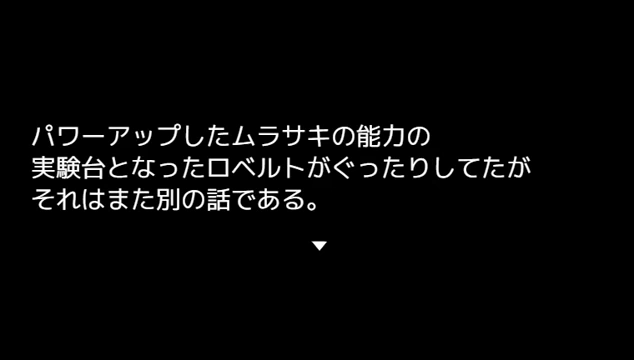 パワーアップしたムラサキの能力の
実験台となったロベルトがぐったりしてたが
それはまた別の話である。